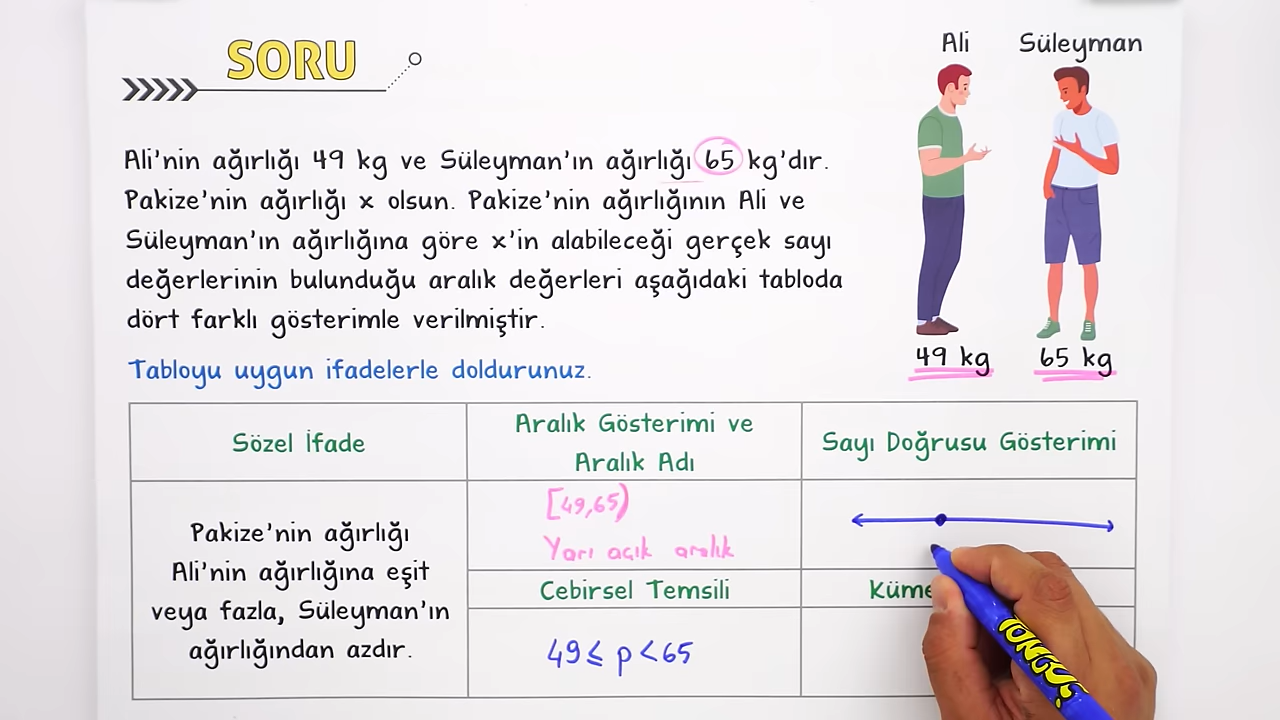 SORU
Ali Süleyman
Ali'nin ağırlığı 49 kg ve Süleyman'ın ağırlığı 65 kg'dır.
Pakize'nin ağırlığı x olsun. Pakize'nin ağırlığının Ali ve
Süleyman'ın ağırlığına göre x'in alabileceği gerçek sayı
değerlerinin bulunduğu aralık değerleri aşağıdaki tabloda
dört farklı gösterimle verilmiştir.
49 kg 65 kg
Tabloyu uygun ifadelerle doldurunuz.
Sözel İfade
Aralık Gösterimi ve
Aralık Adı
Sayı Doğrusu Gösterimi
Pakize'nin ağırlığı
Ali'nin ağırlığına eşit
veya fazla, Süleyman'ın
ağırlığından azdır.
[49,65)
Yarı açık aralık
Cebirsel Temsili
Küme
49 ≤ p < 65
TONGUÇ